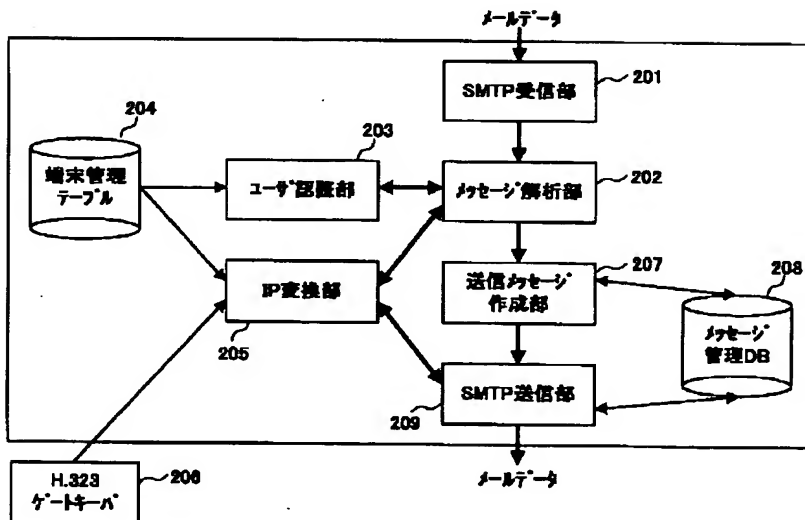 メールデータ
SMTP受信部
201
204
端末管理
テーブル
203
ユーザ認証部
メッセージ解析部
202
IP変換部
205
送信メッセージ
作成部
207
208
メッセージ
管理DB
SMTP送信部
209
H.323
ゲートキーパ
206
メールデータ